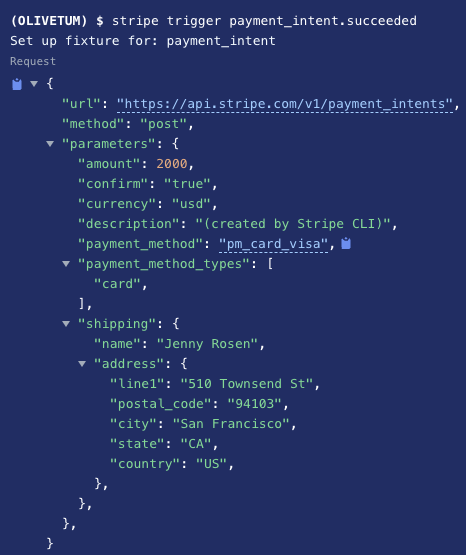 (OLIVETUM) $ stripe trigger payment_intent.succeeded
Set up fixture for: payment_intent
Request
{
"url": "https://api.stripe.com/v1/payment_intents",
"method": "post",
"parameters": {
"amount": 2000,
"confirm": "true",
"currency": "usd",
"description": "(created by Stripe CLI)",
"payment_method": "pm_card_visa",
"payment_method_types": [
"card",
],
"shipping": {
"name": "Jenny Rosen",
"address": {
"line1": "510 Townsend St",
"postal_code": "94103",
"city": "San Francisco",
"state": "CA",
"country": "US",
},
},
},
}